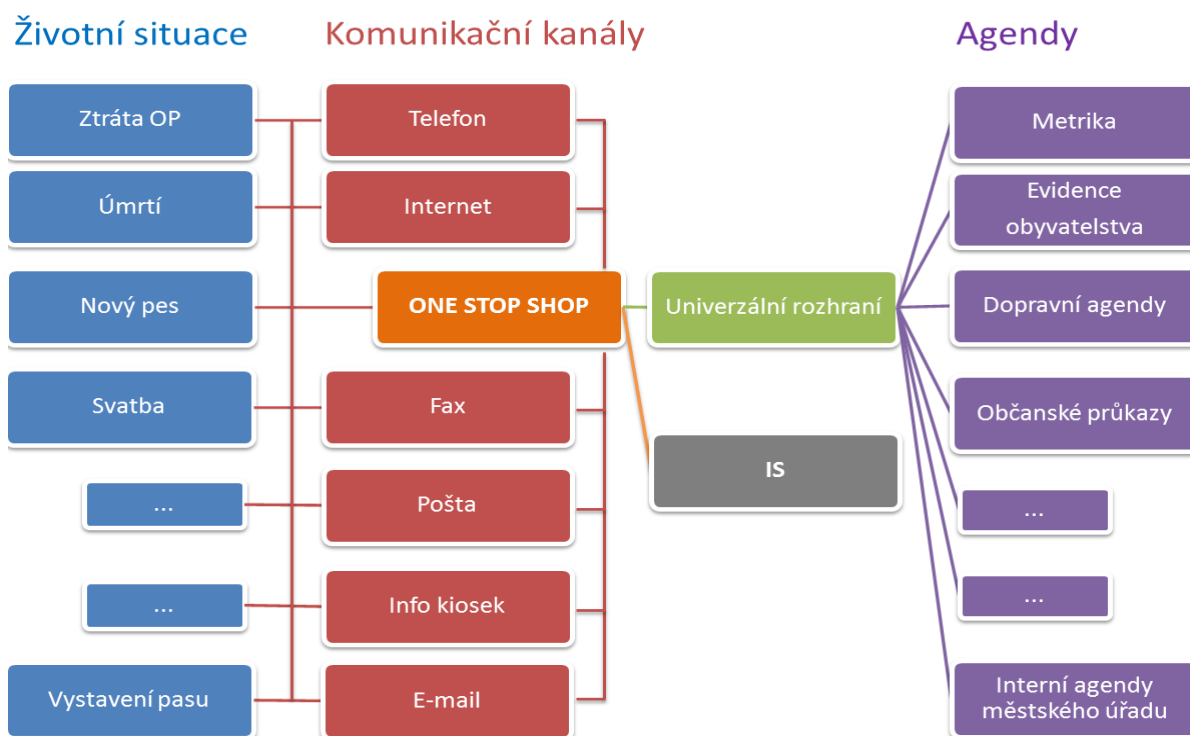 Životní situace
Komunikační kanály
Agendy
Ztráta OP
Telefon
Metrika
Úmrtí
Internet
Evidence
obyvatelstva
Nový pes
ONE STOP SHOP
Univerzální rozhraní
Dopravní agendy
Svatba
Fax
Občanské průkazy
IS
...
Pošta
...
...
Info kiosek
...
Vystavení pasu
E-mail
Interní agendy
městského úřadu